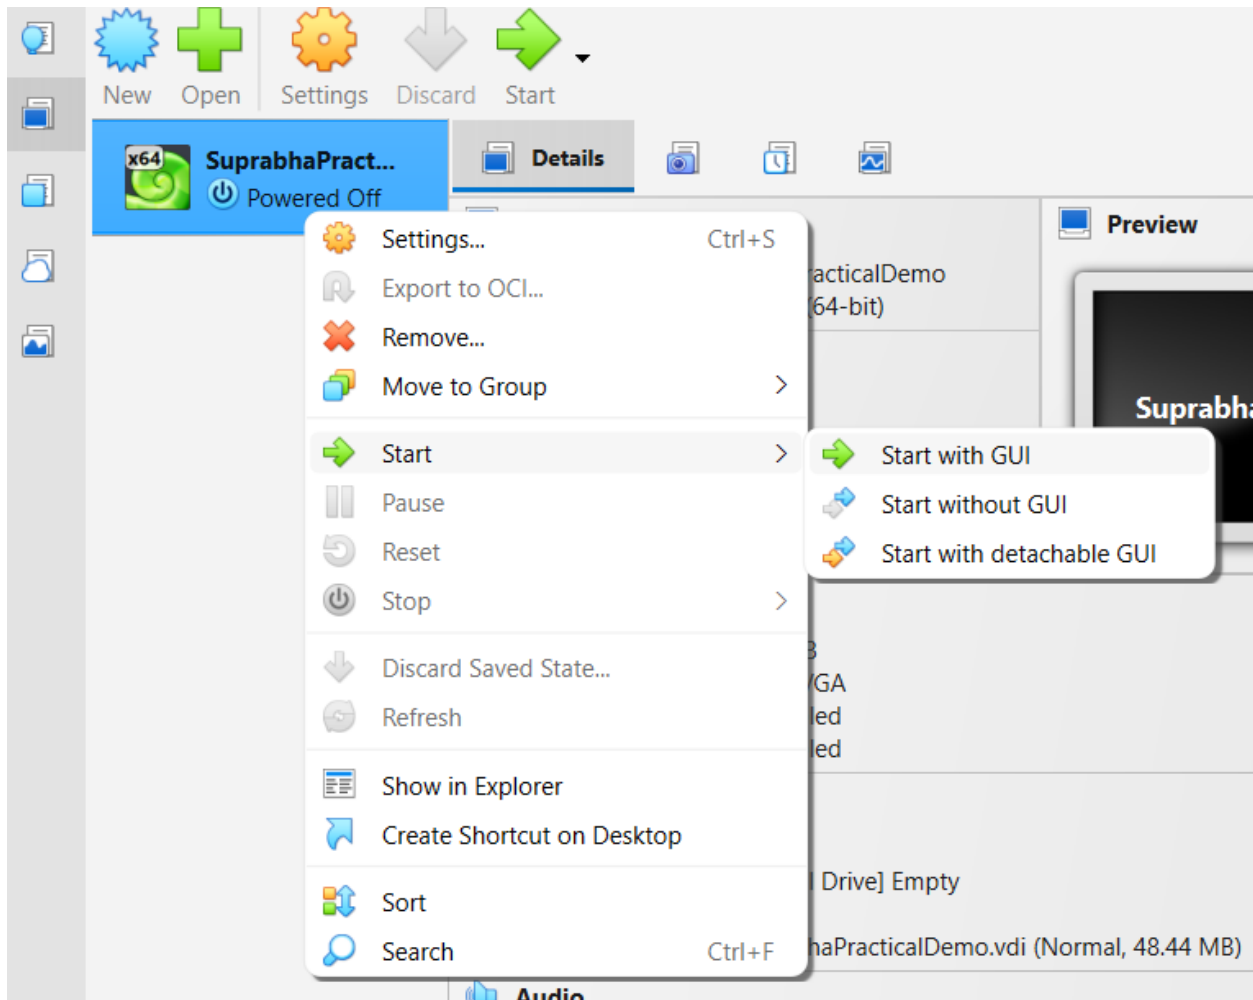 New Open Settings Discard Start
x64 SuprabhaPract...
Powered Off
Details
Preview
acticalDemo
(64-bit)
Suprabha
Settings... Ctrl+S
Export to OCI...
Remove...
Move to Group
Start
Pause
Reset
Stop
Discard Saved State...
Refresh
Show in Explorer
Create Shortcut on Desktop
Sort
Search Ctrl+F
Start with GUI
Start without GUI
Start with detachable GUI
GA
led
led
l Drive] Empty
haPracticalDemo.vdi (Normal, 48.44 MB)
Audio